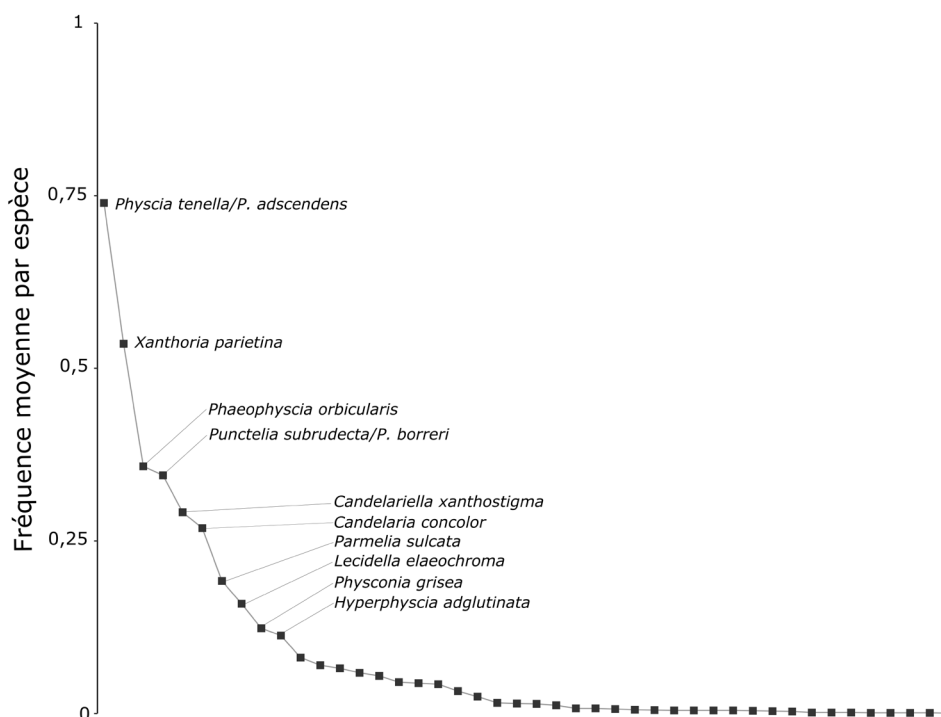 1
Fréquence moyenne par espèce
0,75
Physcia tenella/P. adscendens
Xanthoria parietina
0,5
Phaeophyscia orbicularis
Punctelia subrudecta/P. borreri
Candelariella xanthostigma
Candelaria concolor
0,25
Parmelia sulcata
Lecidella elaeochroma
Physconia grisea
Hyperphyscia adglutinata
0